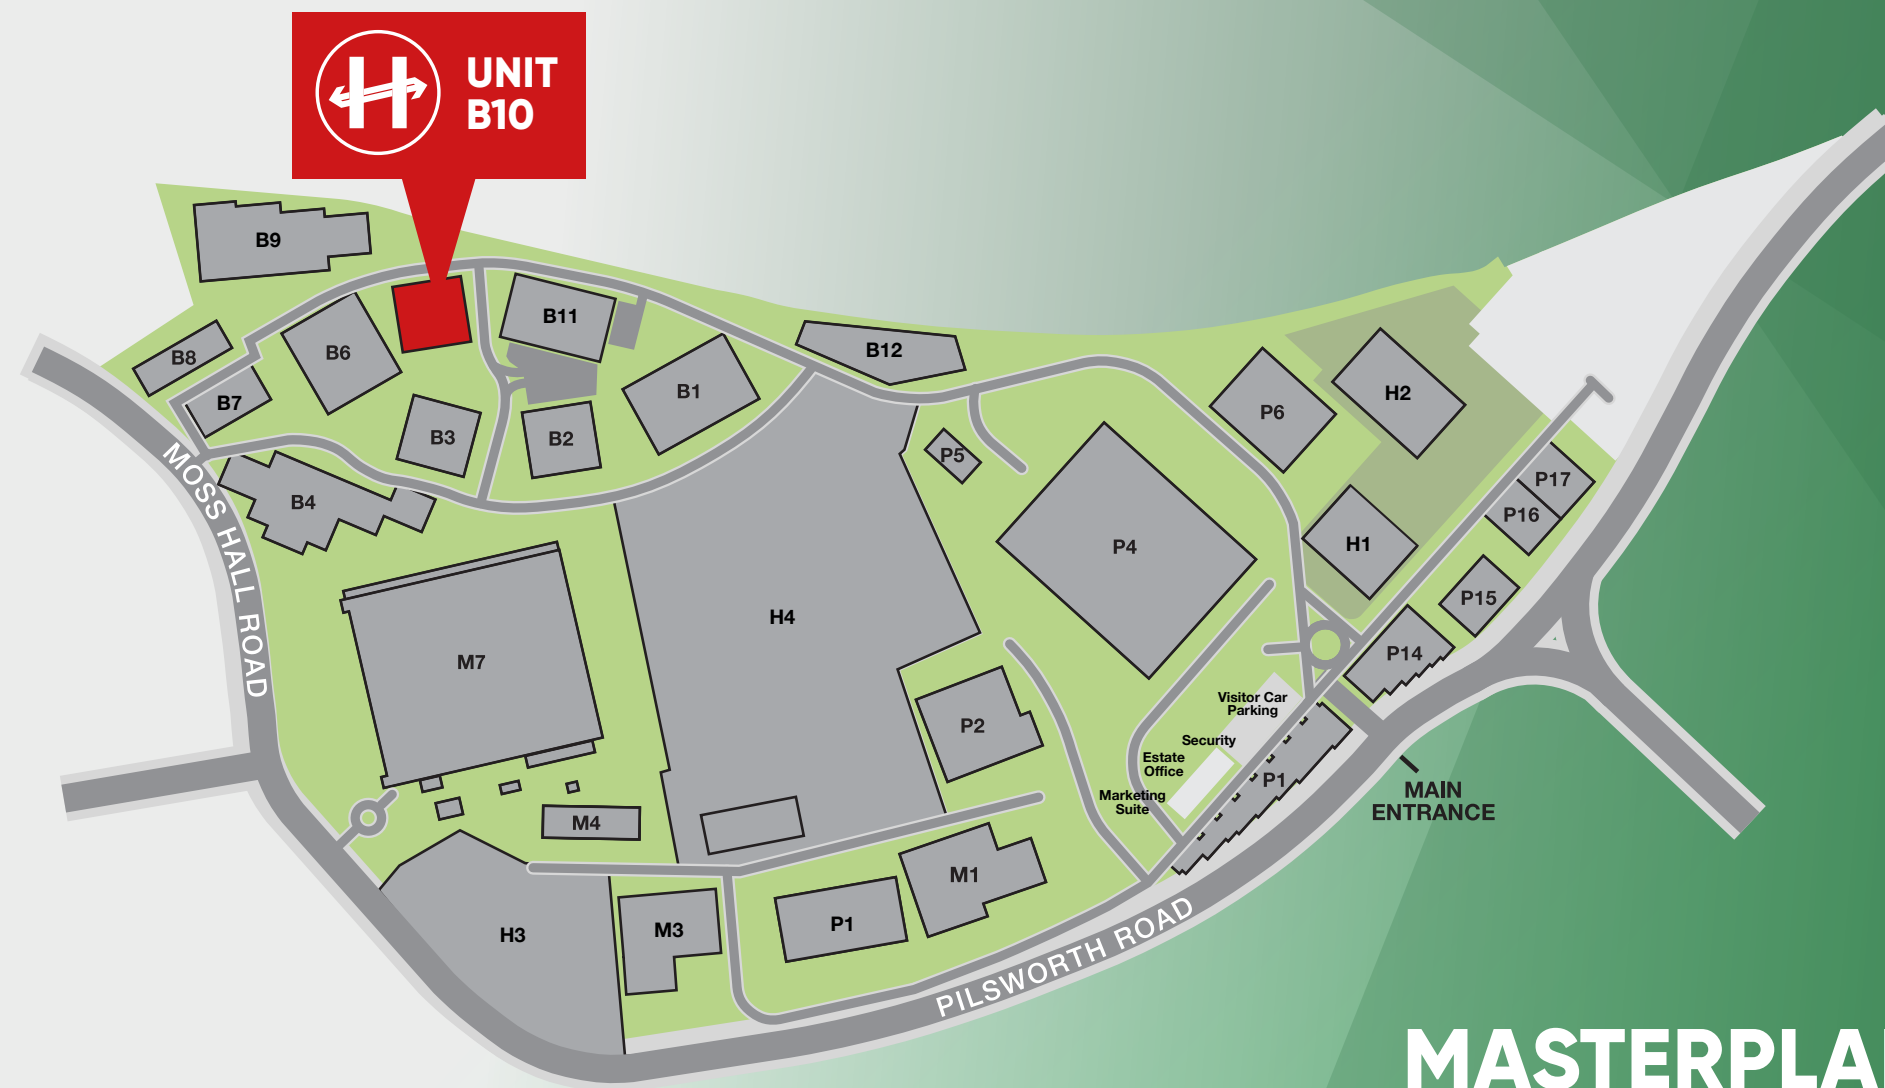 H
UNIT
B10
B9
B8
B7
B6
B11
B12
B1
B3
B2
B4
P5
P6
H2
P17
P16
P4
H1
P15
P14
H4
M7
P2
Visitor Car
Parking
Security
Estate
Office
Marketing
Suite
P1
MAIN
ENTRANCE
M4
M1
P1
M3
H3
MOSS HALL ROAD
PILSWORTH ROAD
MASTERPLA